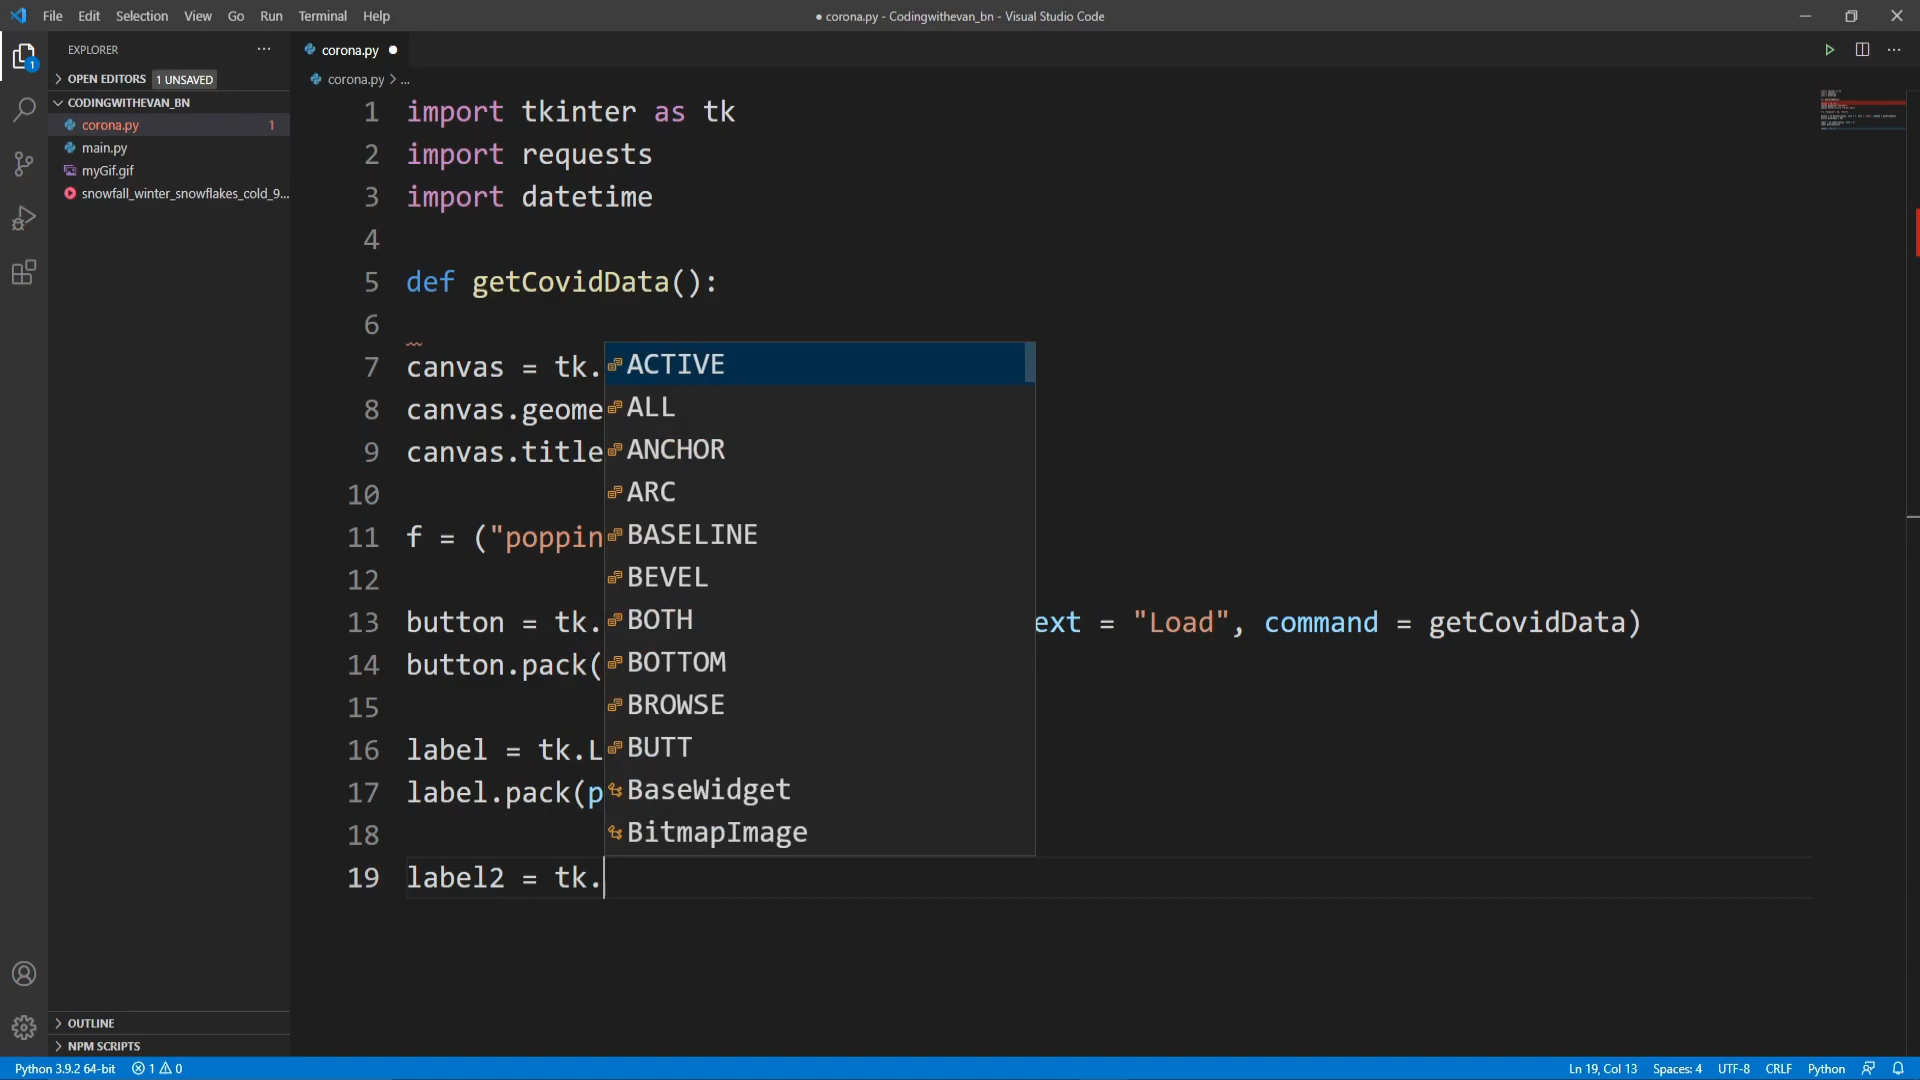 File Edit Selection View Go Run Terminal Help
● corona.py - Codingwithevan_bn - Visual Studio Code
EXPLORER
corona.py
OPEN EDITORS 1 UNSAVED
corona.py > ...
CODINGWITHEVAN_BN
corona.py 1
main.py
myGif.gif
snowfall_winter_snowflakes_cold_9...
1 import tkinter as tk
2 import requests
3 import datetime
4
5 def getCovidData():
6
7 canvas = tk.
8 canvas.geome
9 canvas.title
10
11 f = ("poppin
12
13 button = tk. ext = "Load", command = getCovidData)
14 button.pack(
15
16 label = tk.L
17 label.pack(p
18
19 label2 = tk.
ACTIVE
ALL
ANCHOR
ARC
BASELINE
BEVEL
BOTH
BOTTOM
BROWSE
BUTT
BaseWidget
BitmapImage
1
OUTLINE
NPM SCRIPTS
Python 3.9.2 64-bit 1 0
Ln 19, Col 13 Spaces: 4 UTF-8 CRLF Python